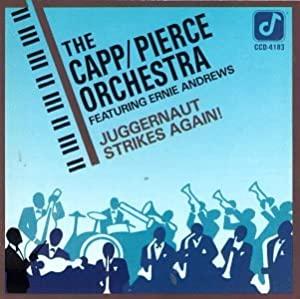 CCD-4183
THE
CAPP/PIERCE
ORCHESTRA
FEATURING ERNIE ANDREWS
JUGGERNAUT
STRIKES AGAIN!